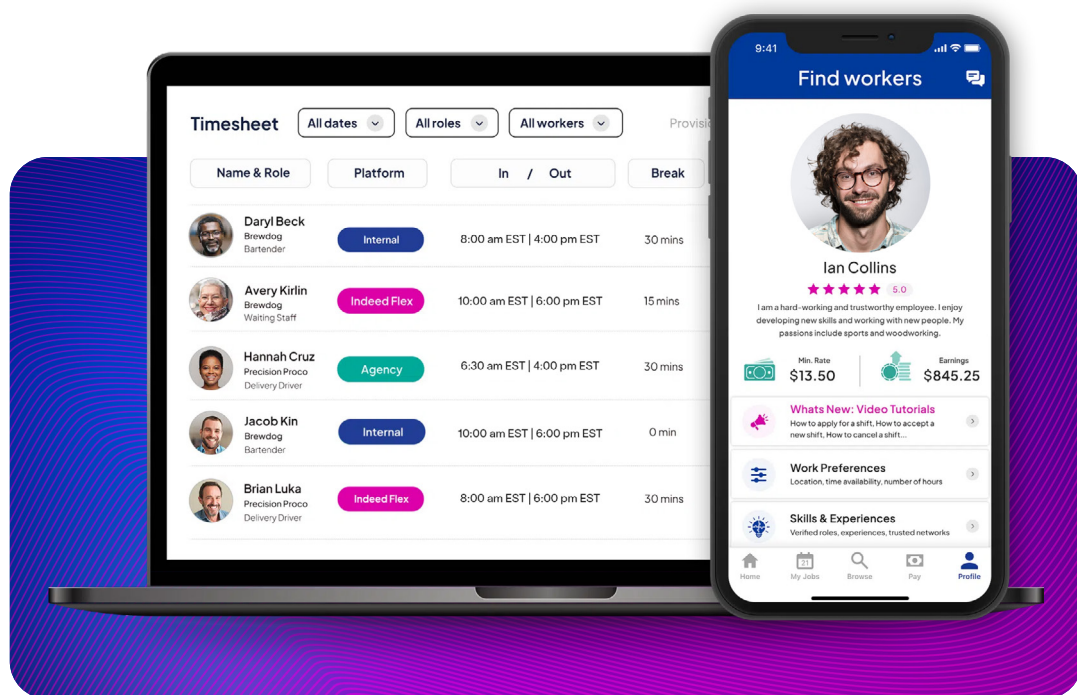 Timesheet
All dates
All roles
All workers
Name & Role
Platform
In / Out
Break
Daryl Beck
Brewdog
Bartender
Internal
8:00 am EST | 4:00 pm EST
30 mins
Avery Kirlin
Brewdog
Waiting Staff
Indeed Flex
10:00 am EST | 6:00 pm EST
15 mins
Hannah Cruz
Precision Proco
Delivery Driver
Agency
6:30 am EST | 4:00 pm EST
30 mins
Jacob Kin
Brewdog
Bartender
Internal
10:00 am EST | 6:00 pm EST
0 min
Brian Luka
Precision Proco
Delivery Driver
Indeed Flex
8:00 am EST | 6:00 pm EST
30 mins
9:41
Find workers
Ian Collins
5.0
I am a hard-working and trustworthy employee. I enjoy
developing new skills and working with new people. My
passions include sports and woodworking.
Min. Rate
$13.50
Earnings
$845.25
Whats New: Video Tutorials
How to apply for a shift, How to accept a
new shift, How to cancel a shift...
Work Preferences
Location, time availability, number of hours
Skills & Experiences
Verified roles, experiences, trusted networks
Home
21
My Jobs
Browse
Pay
Profile